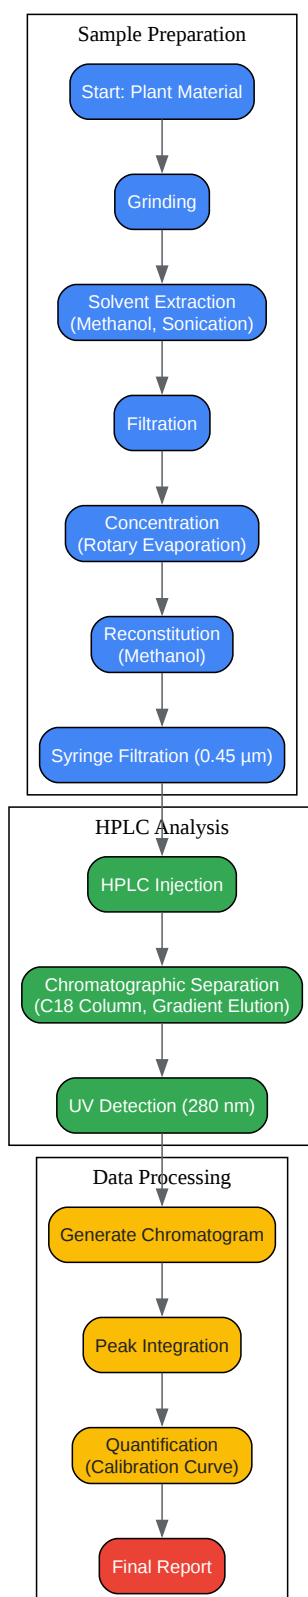 Sample Preparation
Start: Plant Material
Grinding
Solvent Extraction
(Methanol, Sonication)
Filtration
Concentration
(Rotary Evaporation)
Reconstitution
(Methanol)
Syringe Filtration (0.45 µm)
HPLC Analysis
HPLC Injection
Chromatographic Separation
(C18 Column, Gradient Elution)
UV Detection (280 nm)
Data Processing
Generate Chromatogram
Peak Integration
Quantification
(Calibration Curve)
Final Report